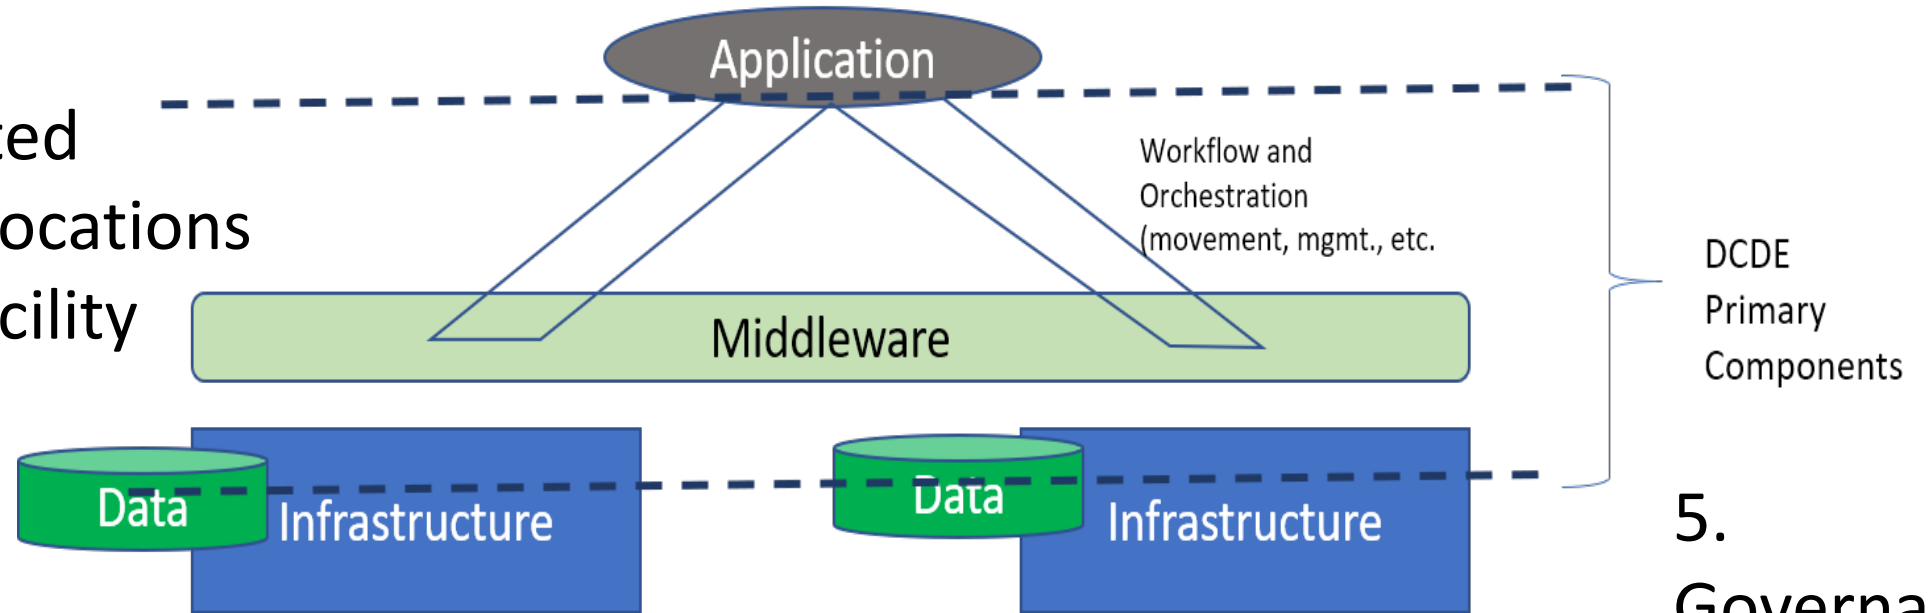 Application
ted
ocations
cility
Workflow and
Orchestration
(movement, mgmt., etc.
DCDE
Primary
Components
Middleware
Data
Infrastructure
Data
Infrastructure
5.
Governa